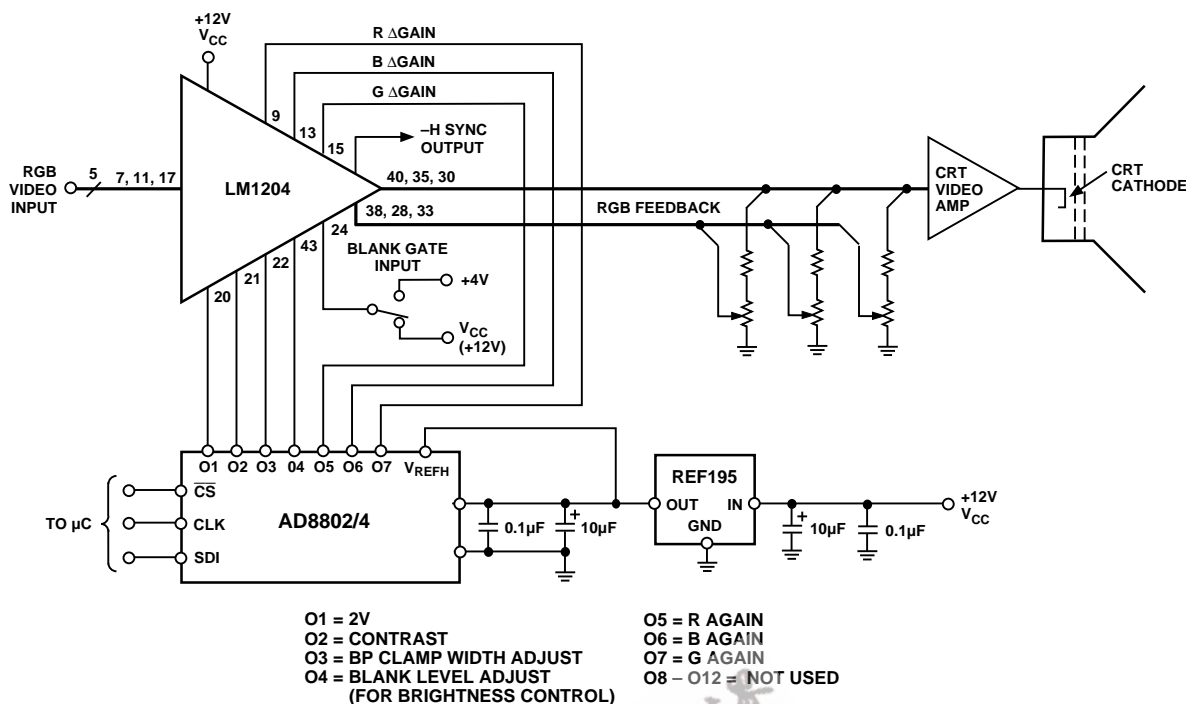 +12V
VCC
R ΔGAIN
B ΔGAIN
G ΔGAIN
9
13
15
–H SYNC
OUTPUT
RGB
VIDEO
INPUT
5
7, 11, 17
LM1204
40, 35, 30
38, 28, 33
RGB FEEDBACK
CRT
VIDEO
AMP
CRT
CATHODE
24
43
22
21
20
BLANK GATE
INPUT
+4V
VCC
(+12V)
O1 O2 O3 04 O5 O6 O7 VREFH
TO µC
CS
CLK
SDI
AD8802/4
0.1µF
10µF
+
REF195
OUT
IN
GND
10µF
+
0.1µF
+12V
VCC
O1 = 2V
O2 = CONTRAST
O3 = BP CLAMP WIDTH ADJUST
O4 = BLANK LEVEL ADJUST
(FOR BRIGHTNESS CONTROL)
O5 = R AGAIN
O6 = B AGAIN
O7 = G AGAIN
O8 – O12 = NOT USED